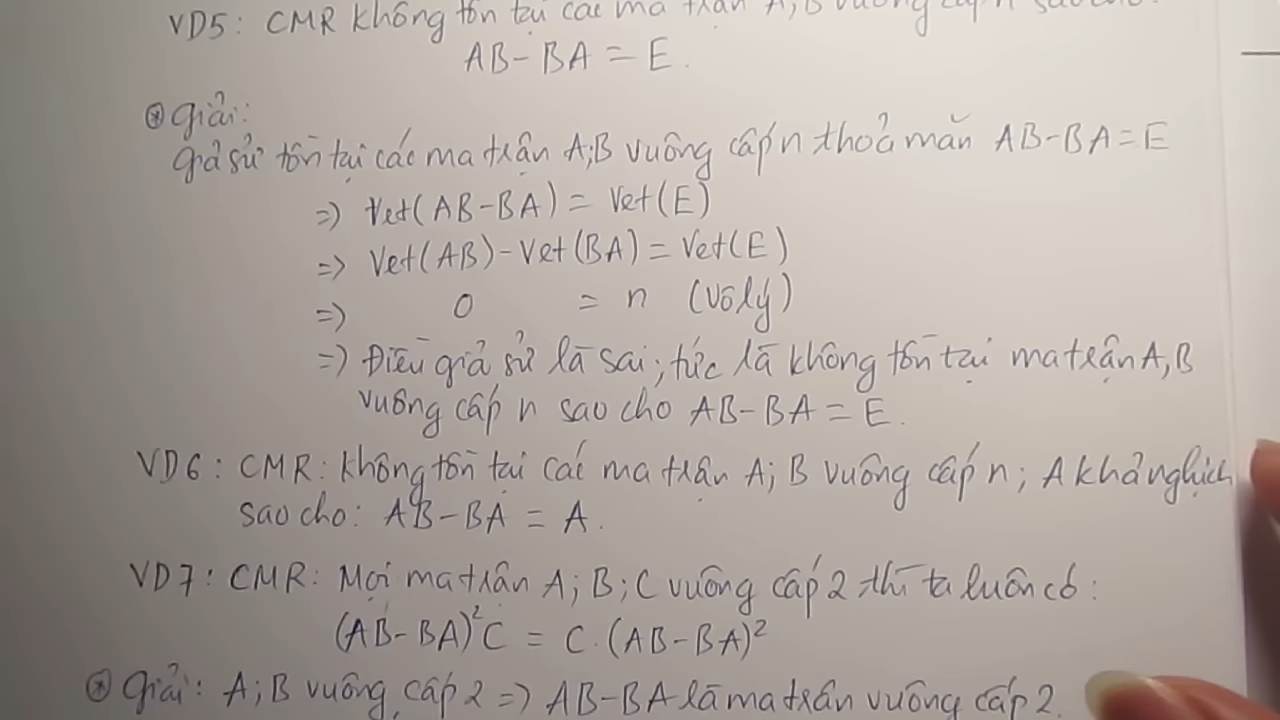 VD5: CMR không tồn tại các ma trận A;B vuông cấp n sao cho:
AB-BA = E.
⊛ Giải:
Giả sử tồn tại các ma trận A;B vuông cấp n thoả mãn AB-BA = E
=) Vet(AB-BA) = Vet(E)
=) Vet(AB)-Vet(BA) = Vet(E)
=) 0 = n (Vô lý)
=) Điều giả sử là sai; tức là không tồn tại ma trận A, B
vuông cấp n sao cho AB-BA = E.
VD6: CMR: Không tồn tại các ma trận A; B vuông cấp n; A khả nghịch
sao cho: AB-BA = A.
VD7: CMR: Mọi ma trận A; B; C vuông cấp 2 thì ta luôn có:
(AB-BA)²C = C.(AB-BA)²
⊛ Giải: A;B vuông cấp 2 =) AB-BA là ma trận vuông cấp 2.